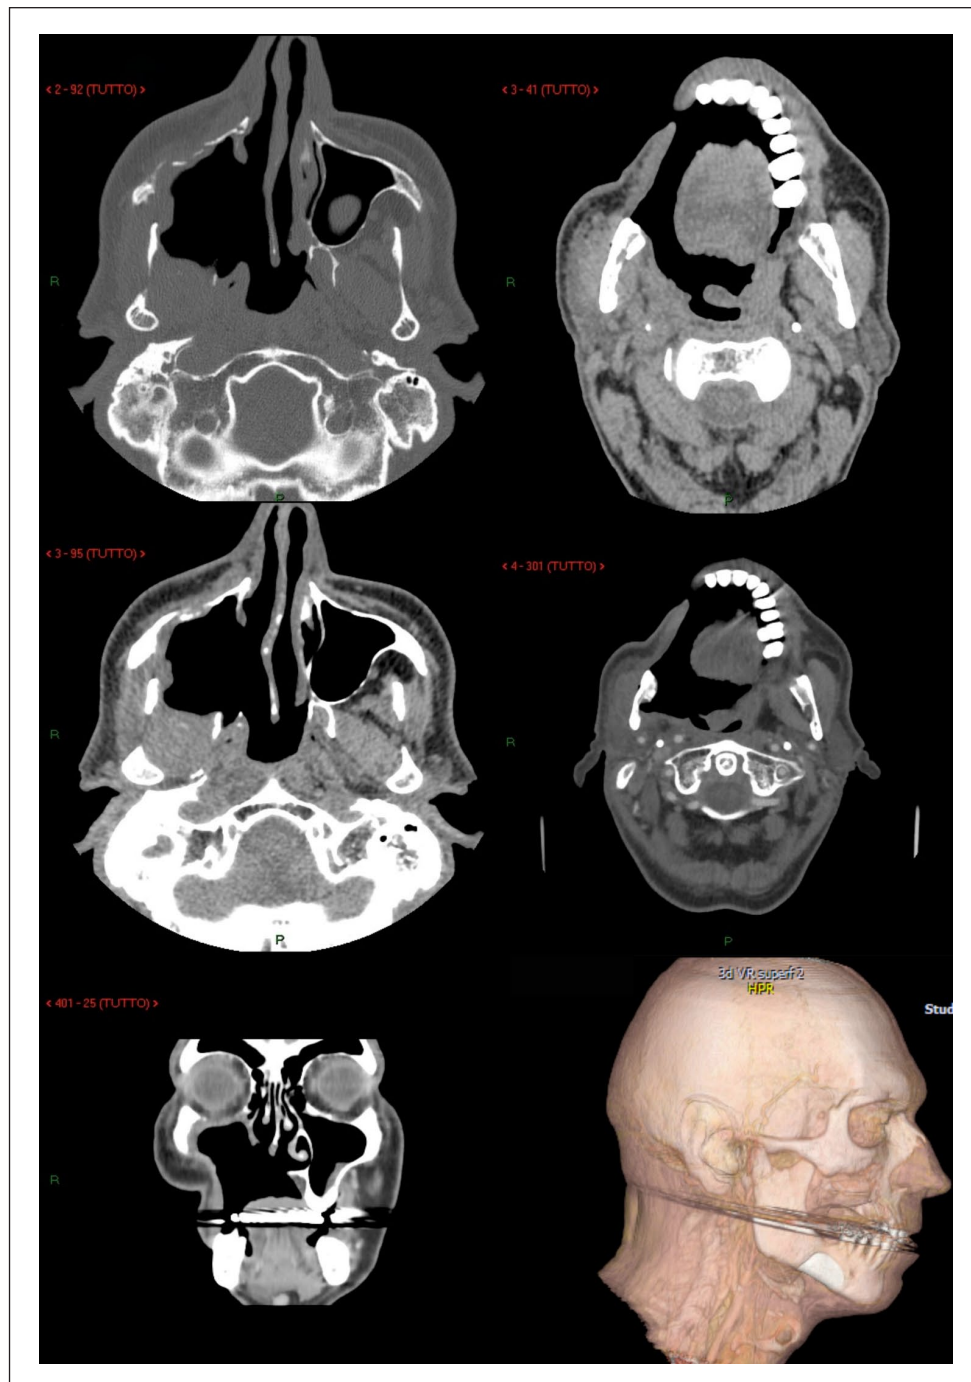 < 2 - 92 (TUTTO) >
R
P
< 3 - 41 (TUTTO) >
R
P
< 3 - 95 (TUTTO) >
R
P
< 4 - 301 (TUTTO) >
R
P
< 401 - 25 (TUTTO) >
R
3d VR superf 2
HPR
Stud